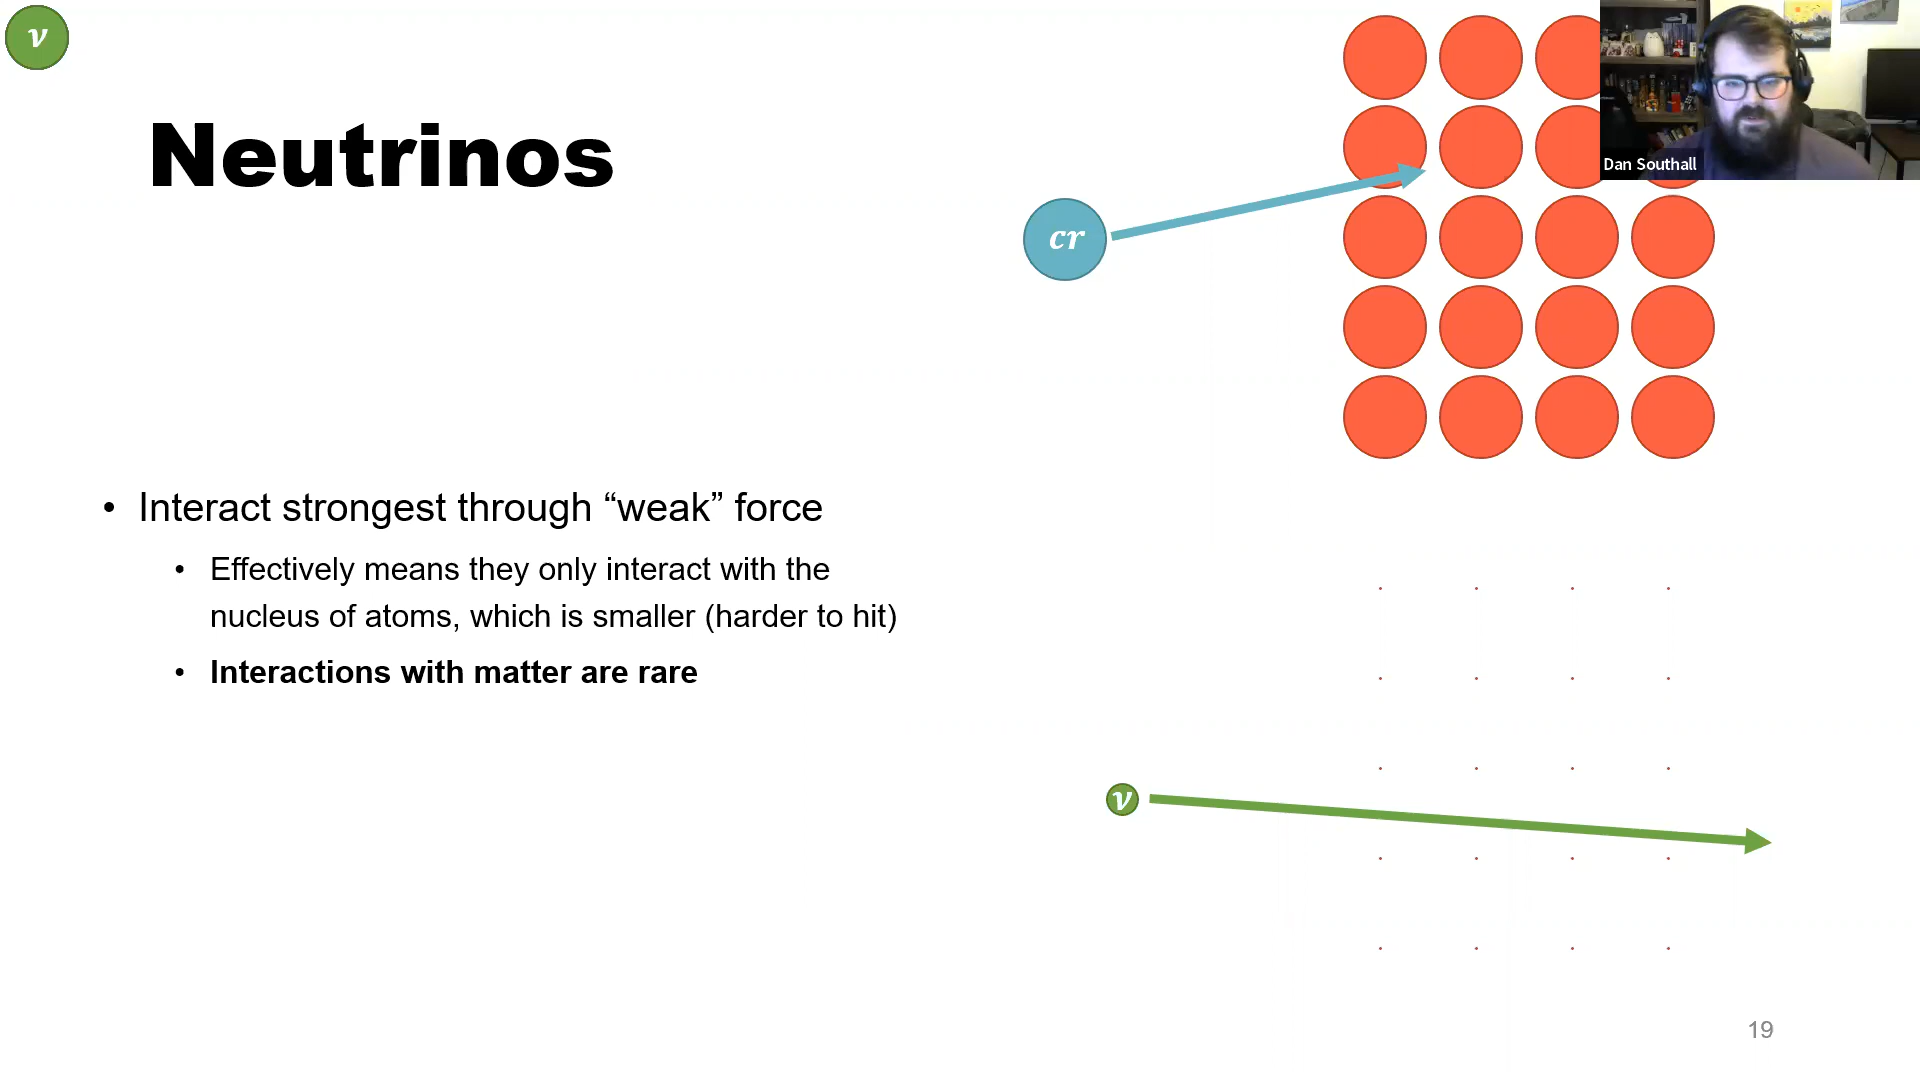 ν
Neutrinos
Dan Southall
cr
• Interact strongest through “weak” force
• Effectively means they only interact with the
nucleus of atoms, which is smaller (harder to hit)
• Interactions with matter are rare
ν
19